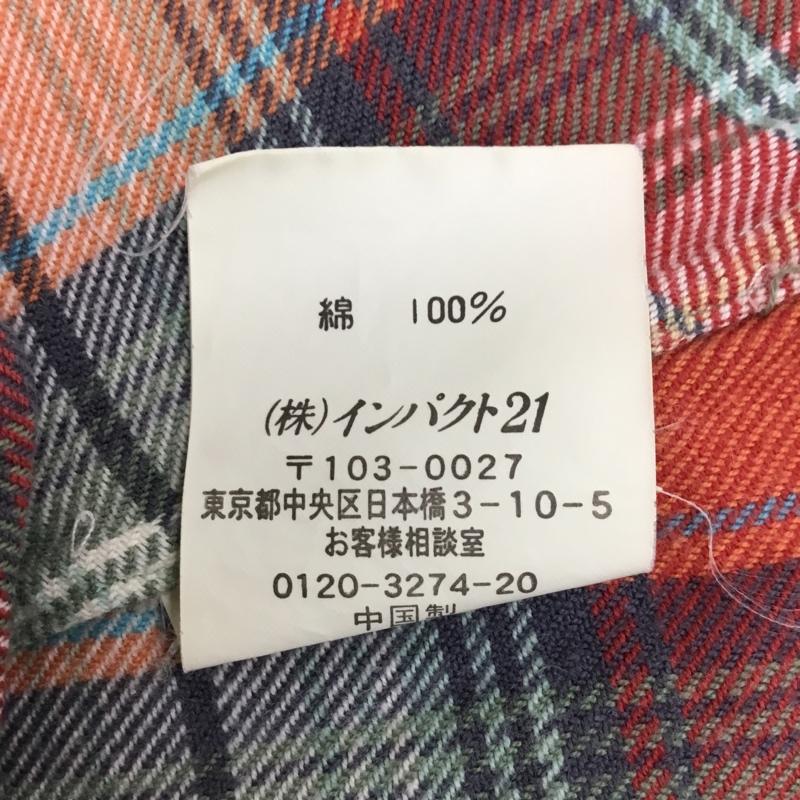 綿 100%
(株)インパクト21
〒103-0027
東京都中央区日本橋3-10-5
お客様相談室
0120-3274-20
中国製